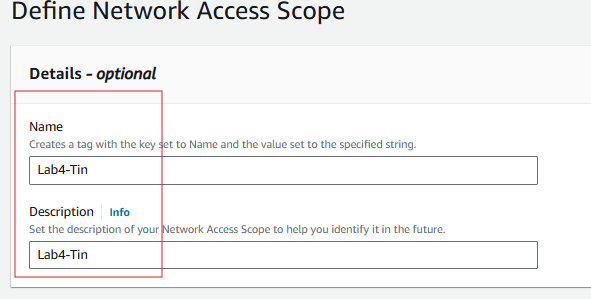 Define Network Access Scope
Details - optional
Name
Creates a tag with the key set to Name and the value set to the specified string.
Lab4-Tin
Description Info
Set the description of your Network Access Scope to help you identify it in the future.
Lab4-Tin